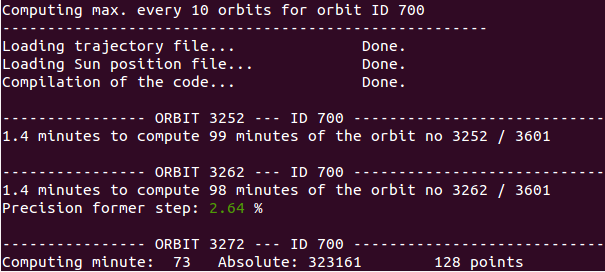 Computing max. every 10 orbits for orbit ID 700
---------------------------------------------------------
Loading trajectory file...               Done.
Loading Sun position file...             Done.
Compilation of the code...               Done.
---------------- ORBIT 3252 --- ID 700 -----------------------------
1.4 minutes to compute 99 minutes of the orbit no 3252 / 3601
---------------- ORBIT 3262 --- ID 700 -----------------------------
1.4 minutes to compute 98 minutes of the orbit no 3262 / 3601
Precision former step: 2.64 %
---------------- ORBIT 3272 --- ID 700 -----------------------------
Computing minute:  73   Absolute: 323161        128 points